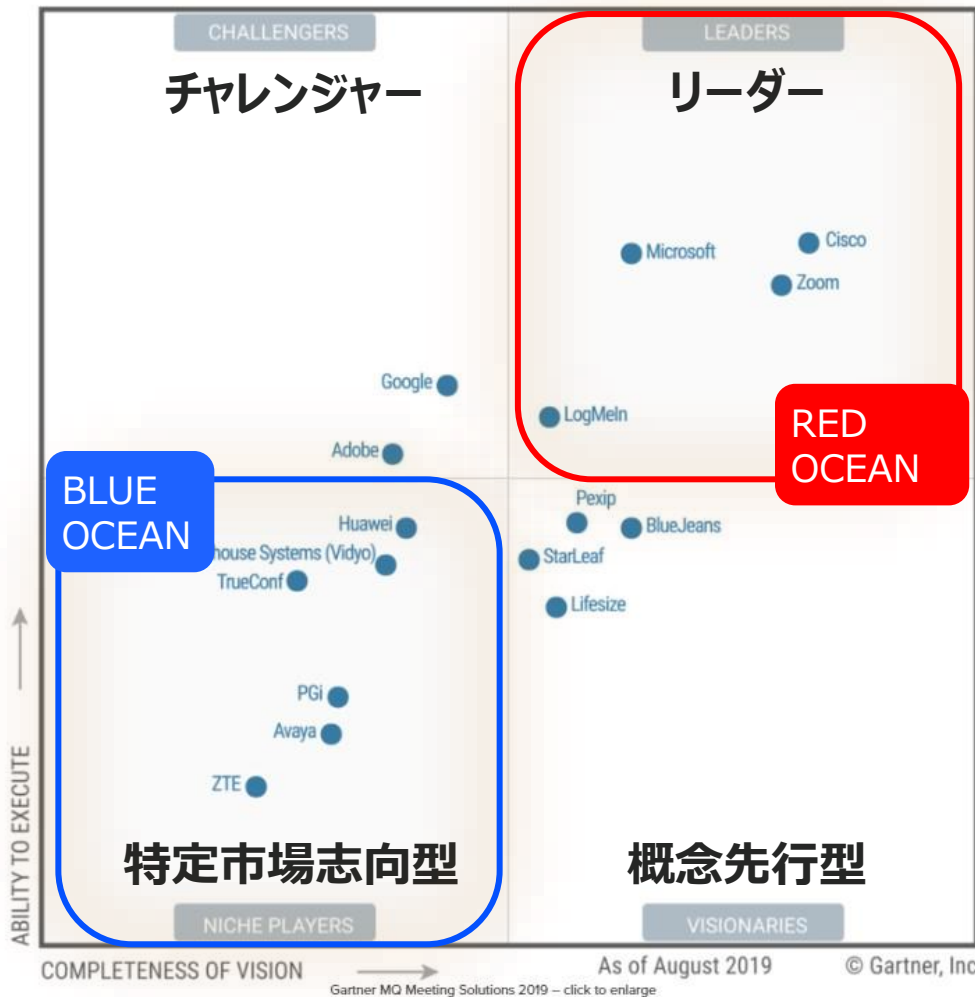 CHALLENGERS
LEADERS
チャレンジャー
リーダー
Cisco
Microsoft
Zoom
Google
LogMeIn
Adobe
RED
OCEAN
BLUE
OCEAN
Pexip
Huawei
BlueJeans
house Systems (Vidyo)
StarLeaf
TrueConf
Lifesize
PGi
Avaya
ZTE
特定市場志向型
概念先行型
NICHE PLAYERS
VISIONARIES
ABILITY TO EXECUTE
COMPLETENESS OF VISION
As of August 2019
© Gartner, Inc
Gartner MQ Meeting Solutions 2019 – click to enlarge